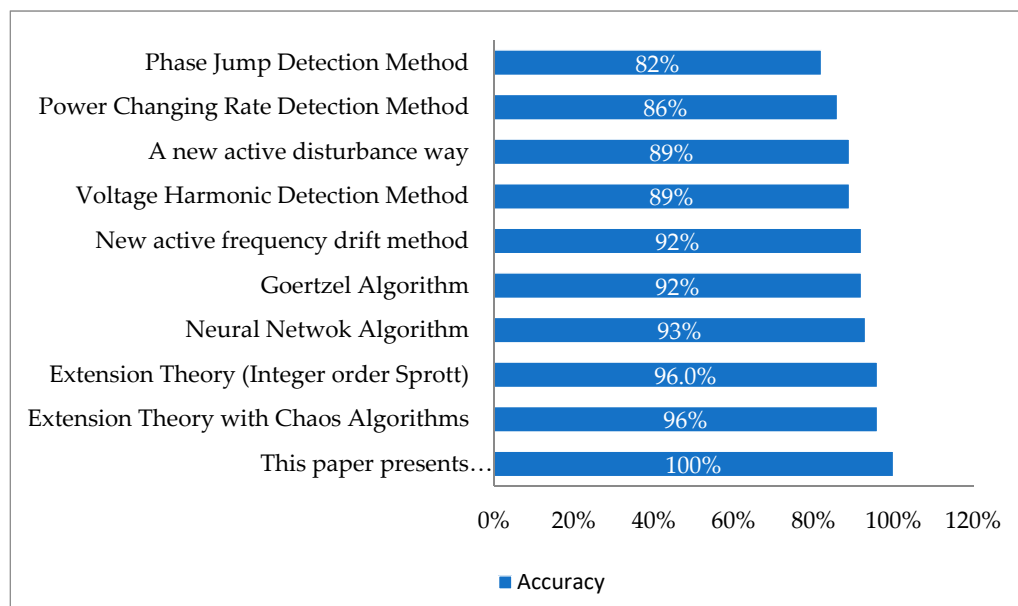 Phase Jump Detection Method 82%
Power Changing Rate Detection Method 86%
A new active disturbance way 89%
Voltage Harmonic Detection Method 89%
New active frequency drift method 92%
Goertzel Algorithm 92%
Neural Netwok Algorithm 93%
Extension Theory (Integer order Sprott) 96.0%
Extension Theory with Chaos Algorithms 96%
This paper presents… 100%
0% 20% 40% 60% 80% 100% 120%
Accuracy